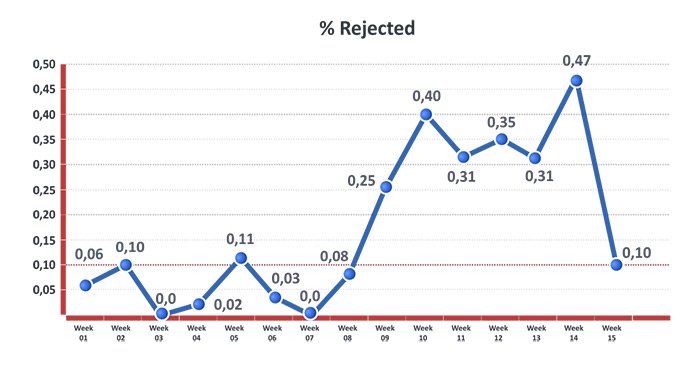 % Rejected
0,50
0,45
0,40
0,35
0,30
0,25
0,20
0,15
0,10
0,05
0,06
0,10
0,0
0,02
0,11
0,03
0,0
0,08
0,25
0,40
0,31
0,35
0,31
0,47
0,10
Week 01
Week 02
Week 03
Week 04
Week 05
Week 06
Week 07
Week 08
Week 09
Week 10
Week 11
Week 12
Week 13
Week 14
Week 15